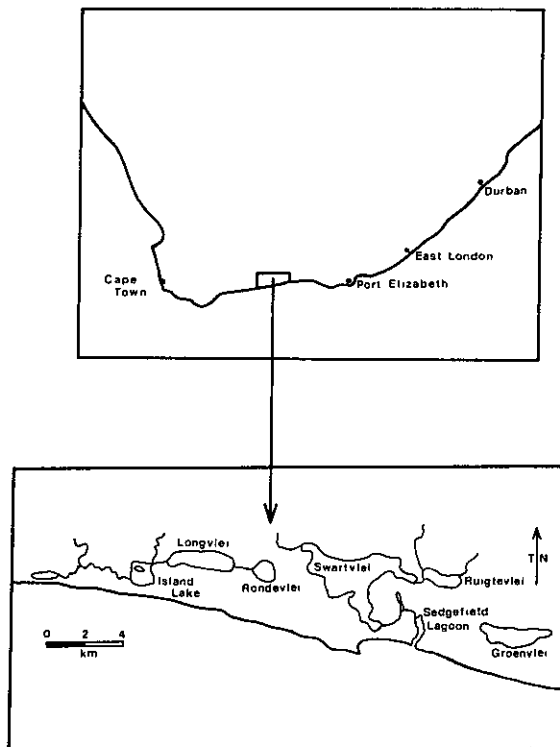 Durban
East London
Cape
Town
Port Elizabeth
Longvlei
Island
Lake
Rondevlei
Swartvlei
Ruigtevlei
Sedgefield
Lagoon
Groenvlei
T N
0 2 4
km